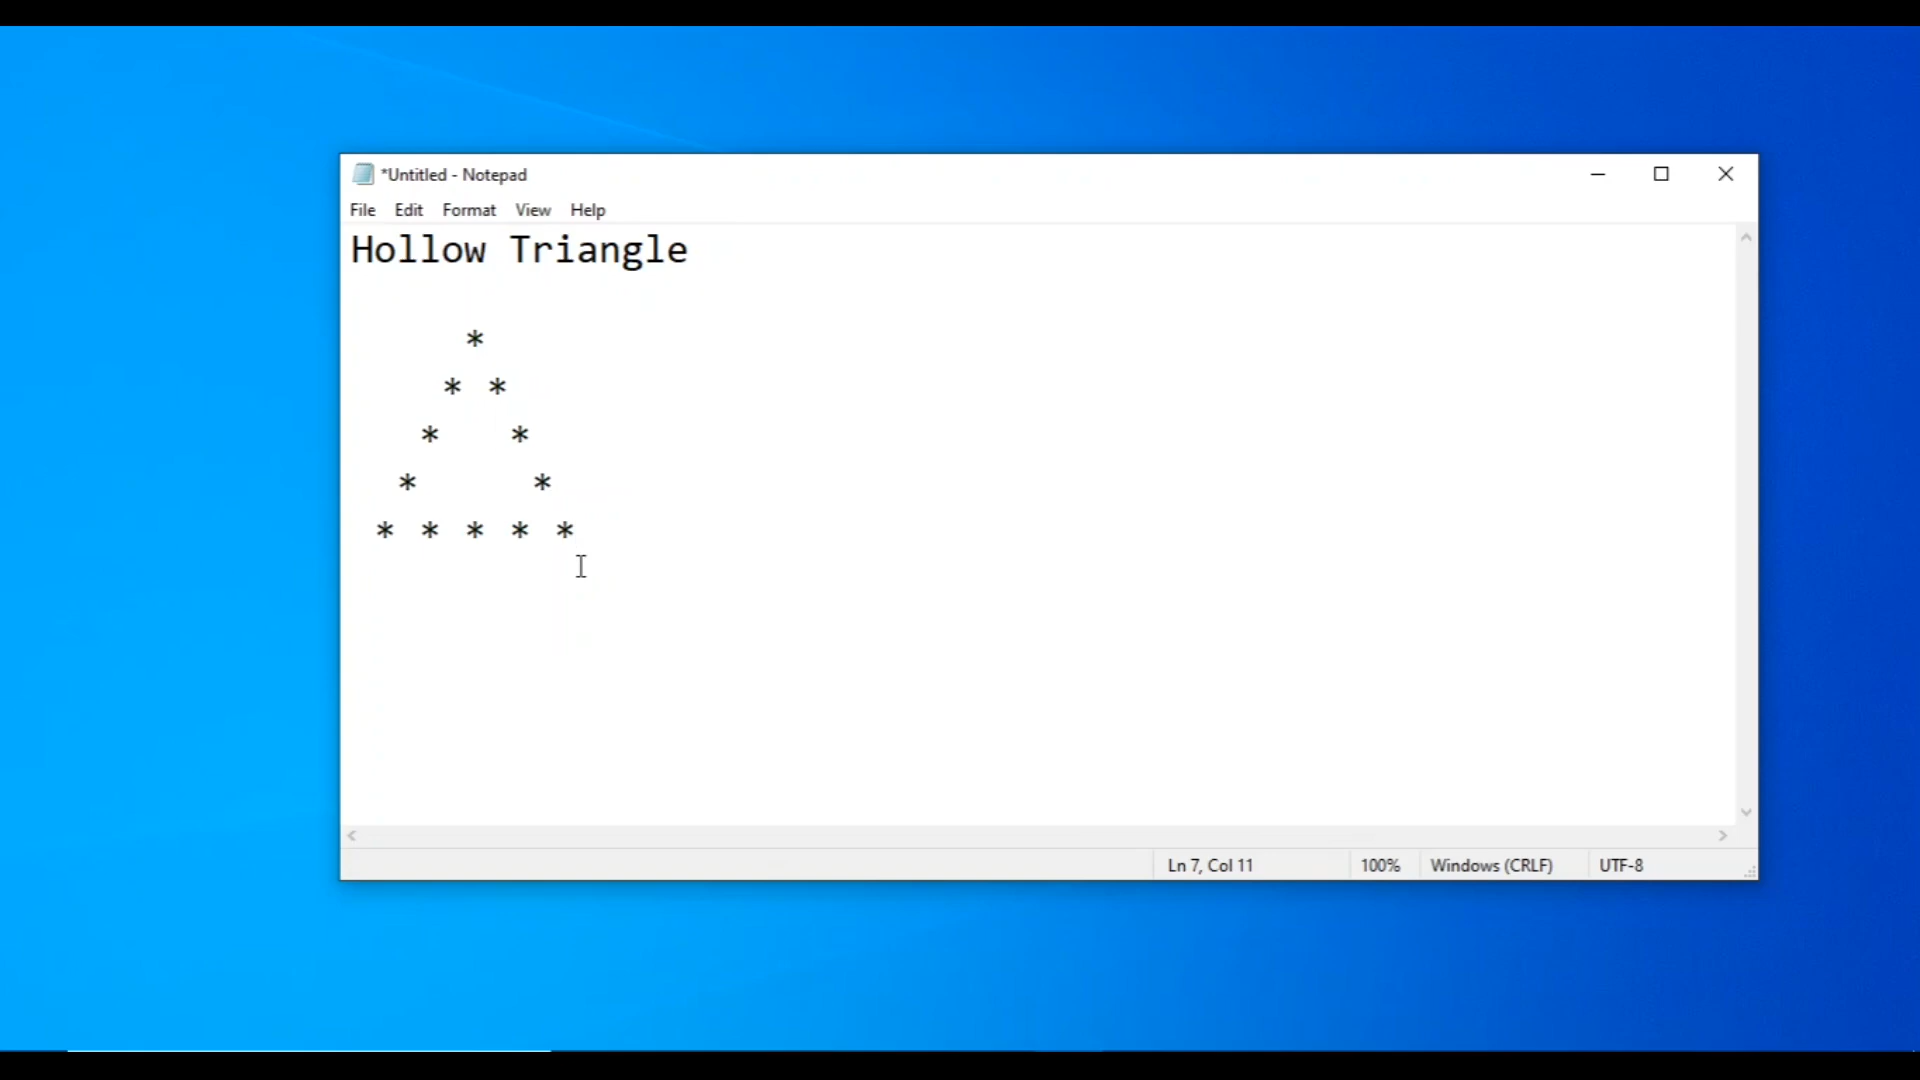 *Untitled - Notepad
File Edit Format View Help
Hollow Triangle
*
* *
* *
* *
* * * * *
Ln 7, Col 11 100% Windows (CRLF) UTF-8